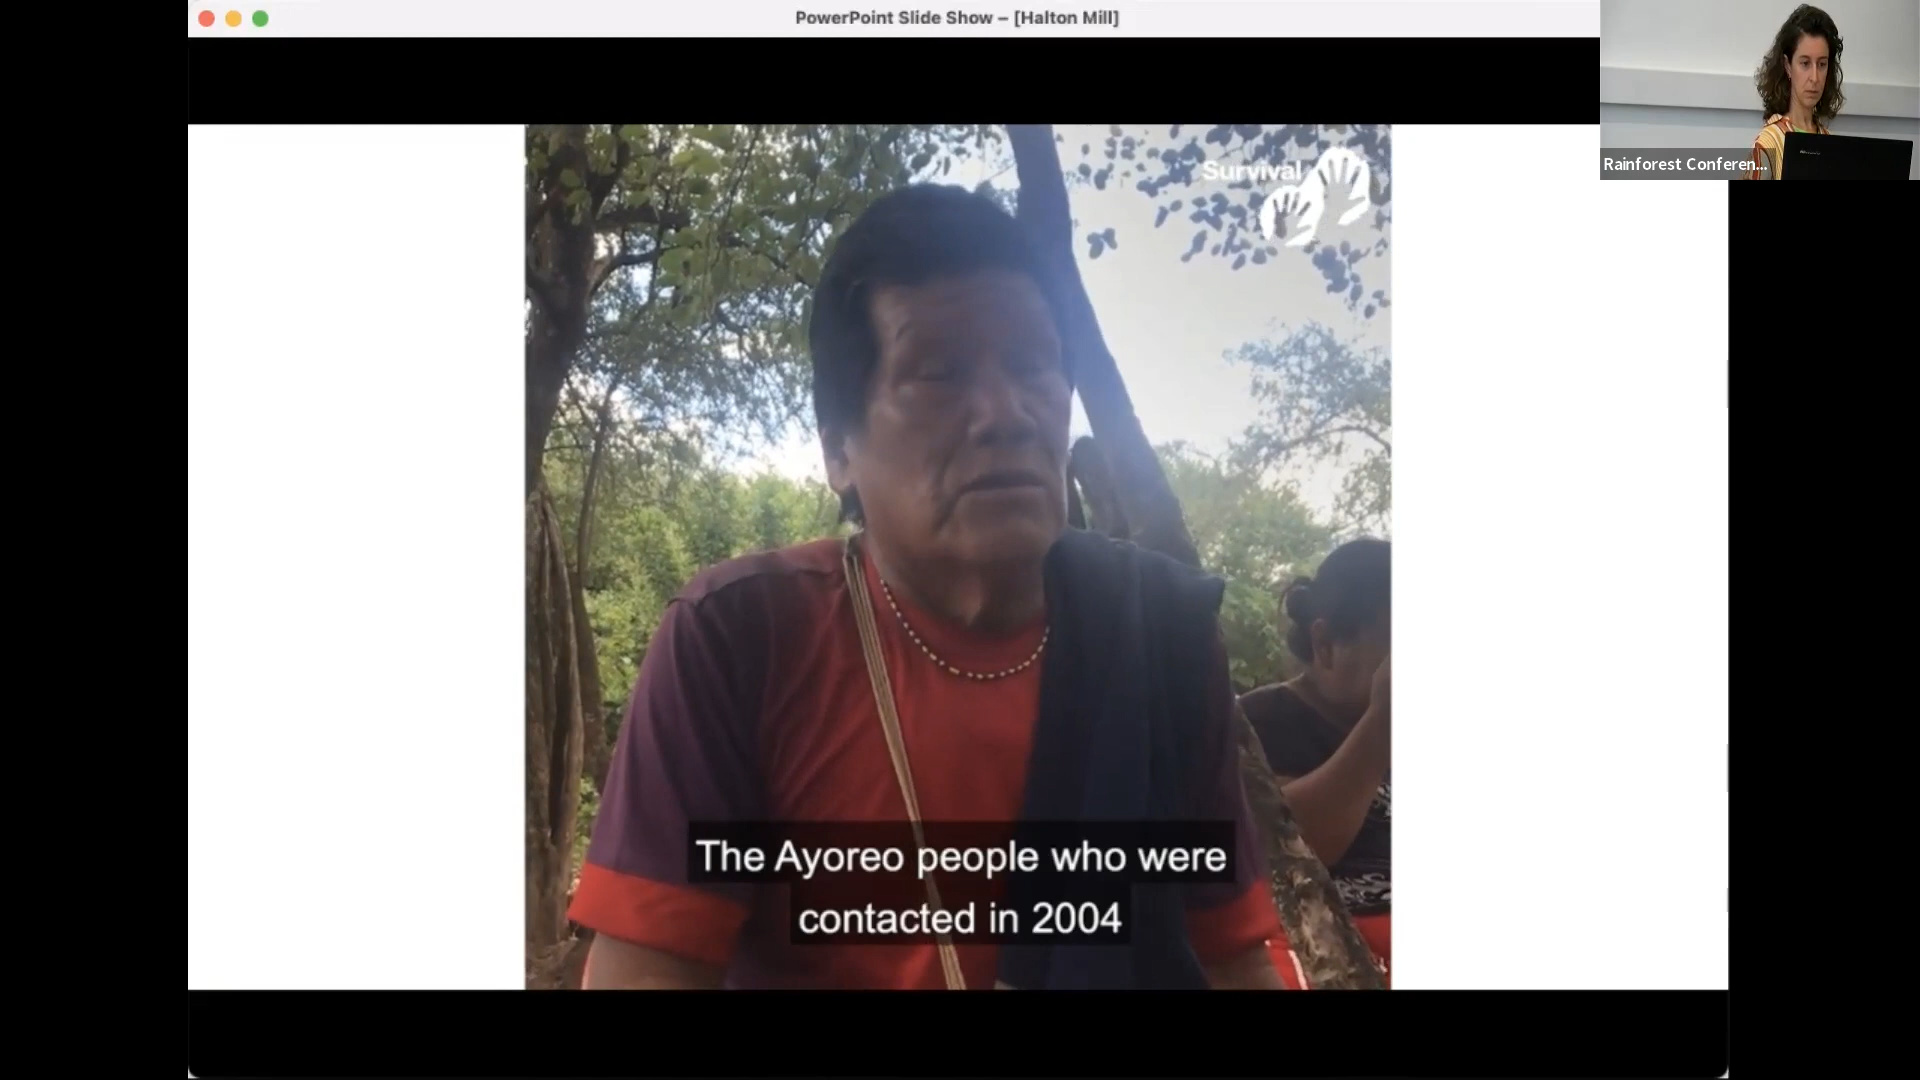 PowerPoint Slide Show – [Halton Mill]
Survival
Rainforest Conferen...
The Ayoreo people who were
contacted in 2004